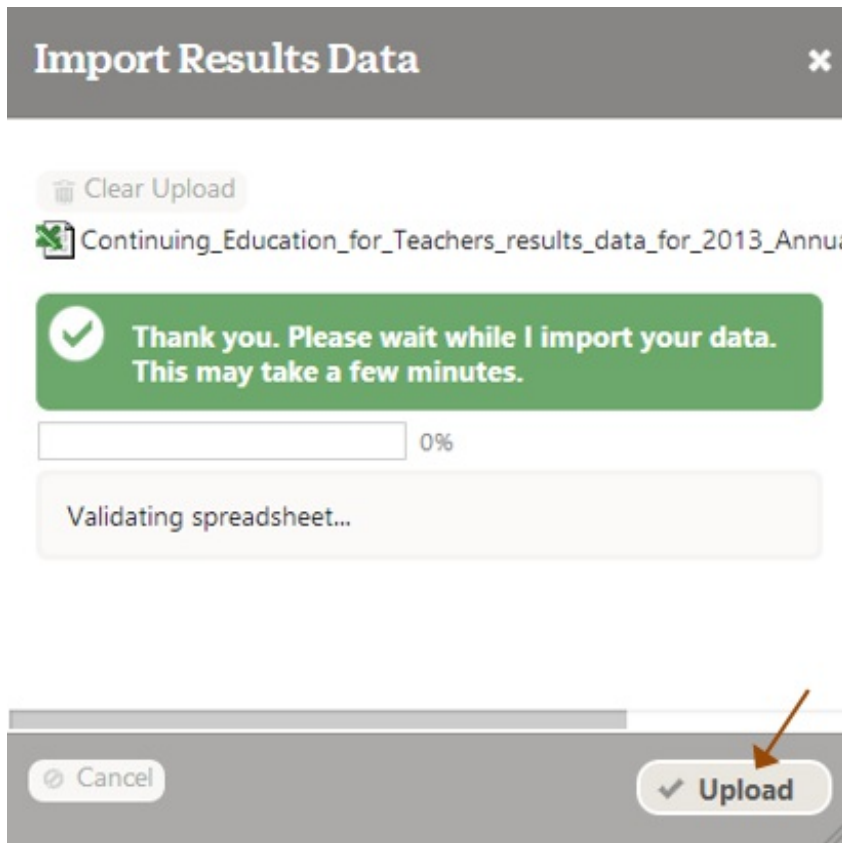 Import Results Data
Clear Upload
Continuing_Education_for_Teachers_results_data_for_2013_Annua
Thank you. Please wait while I import your data.
This may take a few minutes.
0%
Validating spreadsheet...
Cancel
Upload